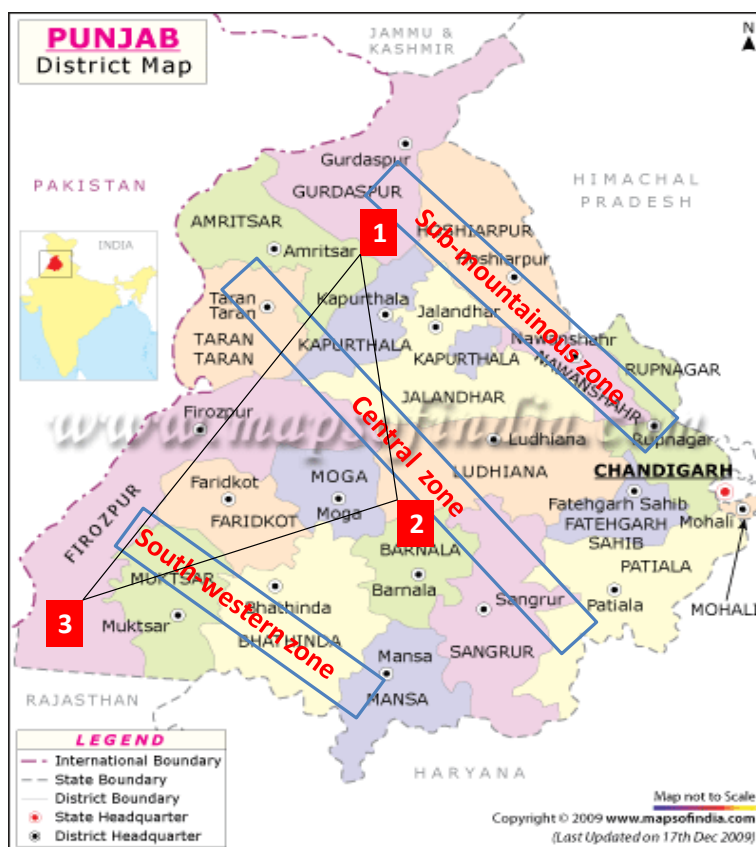 PUNJAB
District Map
JAMMU &
KASHMIR
N
Gurdaspur
GURDASPUR
PAKISTAN
HIMACHAL
PRADESH
AMRITSAR
Amritsar
1
HOSHIARPUR
Hoshiarpur
Sub-mountainous zone
INDIA
Taran
Taran
TARAN
TARAN
Kapurthala
KAPURTHALA
Jalandhar
KAPURTHALA
Nawanshahr
NAWANSHAHR
RUPNAGAR
JALANDHAR
Rupnagar
Firozpur
www.mapsofindia.com
Central zone
Ludhiana
LUDHIANA
CHANDIGARH
Faridkot
FARIDKOT
MOGA
Moga
Fatehgarh Sahib
FATEHGARH
SAHIB
Mohali
MOHALI
FIROZPUR
2
BARNALA
Barnala
PATIALA
Patiala
South-western zone
MUKTSAR
Muktsar
3
Bhathinda
BHATHINDA
Sangrur
SANGRUR
Mansa
MANSA
RAJASTHAN
HARYANA
LEGEND
International Boundary
State Boundary
District Boundary
State Headquarter
District Headquarter
Map not to Scale
Copyright © 2009 www.mapsofindia.com
(Last Updated on 17th Dec 2009)